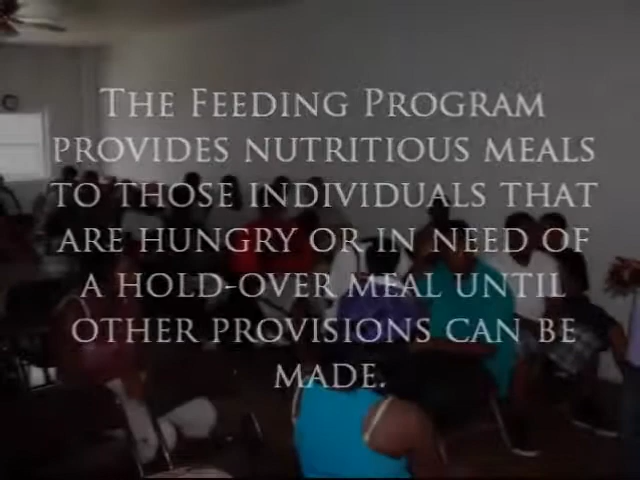 The Feeding Program
provides nutritious meals
to those individuals that
are hungry or in need of
a hold-over meal until
other provisions can be
made.